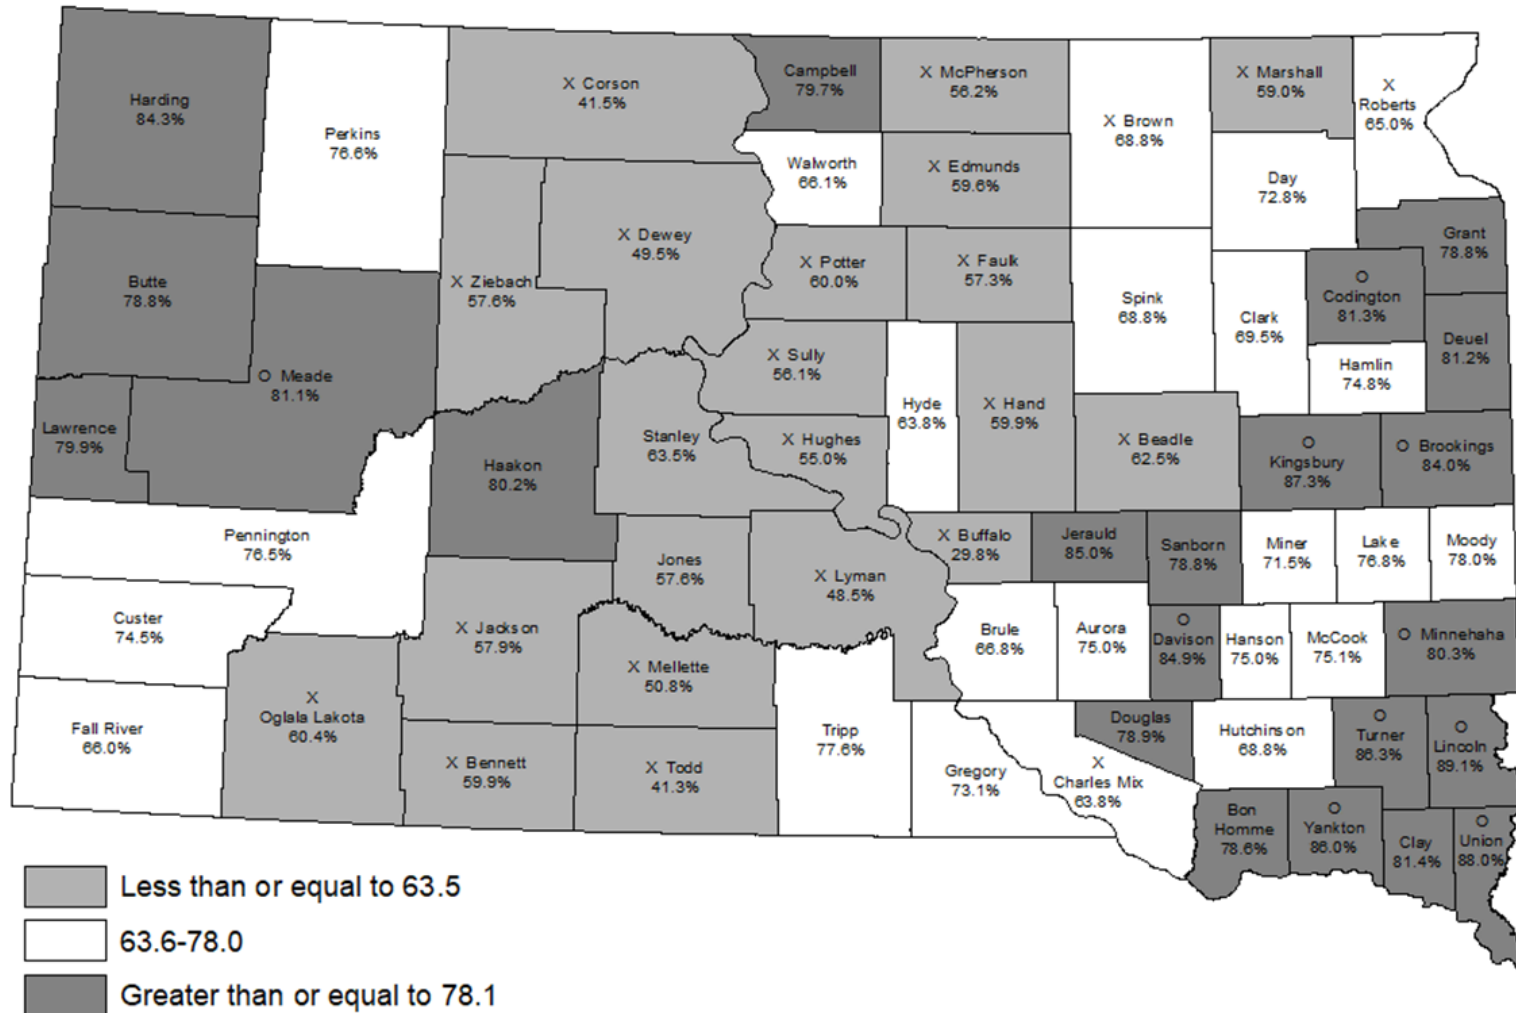 Harding
84.3%
Perkins
76.6%
X Corson
41.5%
Campbell
79.7%
X McPherson
56.2%
X Brown
68.8%
X Marshall
59.0%
X
Roberts
65.0%
Walworth
66.1%
X Edmunds
59.6%
Day
72.8%
Butte
78.8%
X Ziebach
57.6%
X Dewey
49.5%
X Potter
60.0%
X Faulk
57.3%
Spink
68.8%
Clark
69.5%
O
Codington
81.3%
Grant
78.8%
O Meade
81.1%
X Sully
56.1%
Hamlin
74.8%
Deuel
81.2%
Lawrence
79.9%
Haakon
80.2%
Stanley
63.5%
X Hughes
55.0%
Hyde
63.8%
X Hand
59.9%
X Beadle
62.5%
O
Kingsbury
87.3%
O Brookings
84.0%
Pennington
76.5%
Jones
57.6%
X Lyman
48.5%
X Buffalo
29.8%
Jerauld
85.0%
Sanborn
78.8%
Miner
71.5%
Lake
76.8%
Moody
78.0%
Custer
74.5%
X Jackson
57.9%
X Mellette
50.8%
Brule
66.8%
Aurora
75.0%
O
Davison
84.9%
Hanson
75.0%
McCook
75.1%
O Minnehaha
80.3%
Fall River
66.0%
X
Oglala Lakota
60.4%
X Bennett
59.9%
X Todd
41.3%
Tripp
77.6%
Gregory
73.1%
X
Charles Mix
63.8%
Douglas
78.9%
Hutchinson
68.8%
O
Turner
86.3%
O
Lincoln
89.1%
Bon
Homme
78.6%
O
Yankton
86.0%
Clay
81.4%
O
Union
88.0%
Less than or equal to 63.5
63.6-78.0
Greater than or equal to 78.1